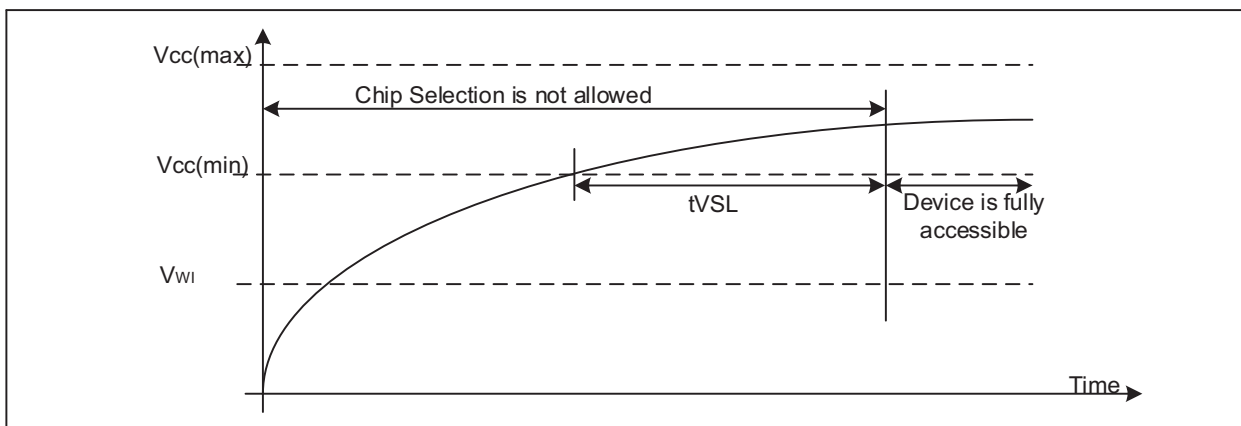 Vcc(max)
Chip Selection is not allowed
Vcc(min)
tVSL
Device is fully
accessible
VWI
Time